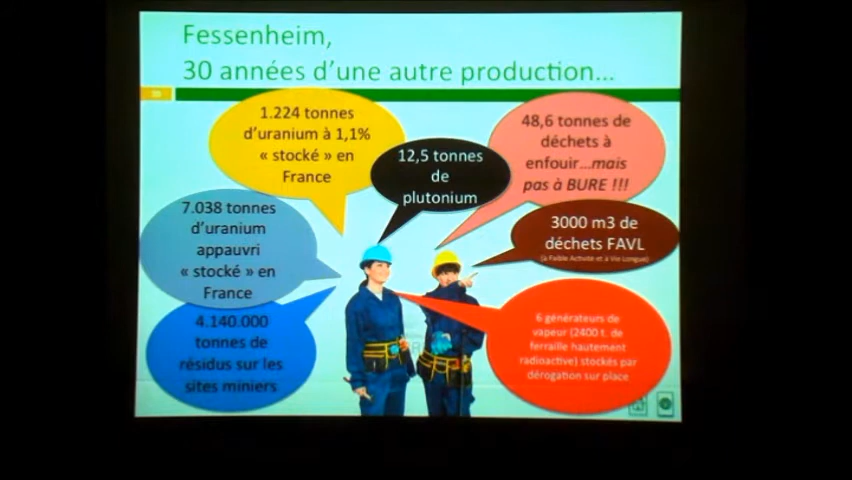 Fessenheim,
30 années d'une autre production...
1.224 tonnes
d'uranium à 1,1%
« stocké » en
France
12,5 tonnes
de
plutonium
48,6 tonnes de
déchets à
enfouir...mais
pas à BURE !!!
7.038 tonnes
d'uranium
appauvri
« stocké » en
France
3000 m3 de
déchets FAVL
(à Faible Activité et à Vie Longue)
4.140.000
tonnes de
résidus sur les
sites miniers
6 générateurs de
vapeur (2400 t. de
ferraille hautement
radioactive) stockés par
dérogation sur place